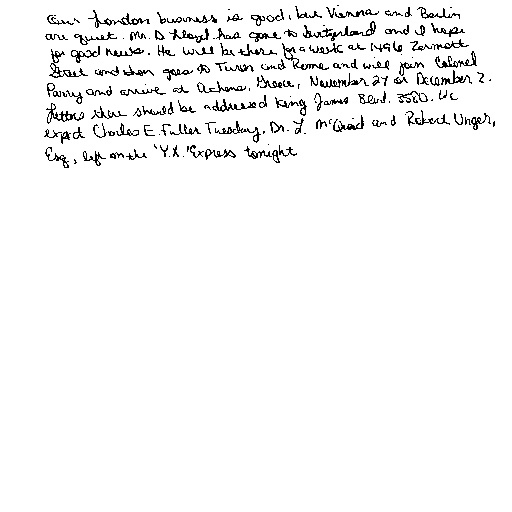 Our London business is good, but Vienna and Berlin
are quiet. Mr. D. Lloyd has gone to Switzerland and I hope
for good news. He will be there for a week at 1496 Zermott
Street and then goes to Turin and Rome and will join Colonel
Parry and arrive at Athens, Greece, November 27 or December 2.
Letters there should be addressed King James Blvd. 3580. We
expect Charles E. Fuller Tuesday. Dr. L. McQuaid and Robert Unger,
Esq., left on the "Y.X." Express tonight